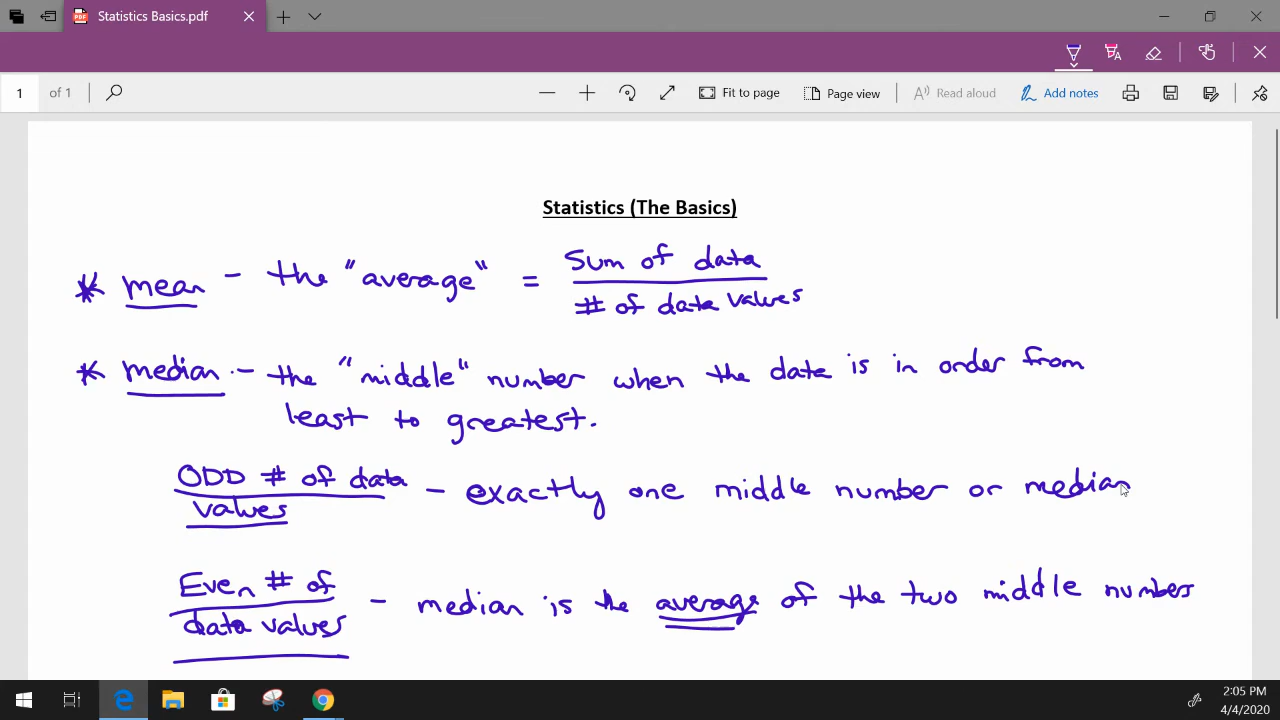 Statistics Basics.pdf
1 of 1 Fit to page Page view Read aloud Add notes
Statistics (The Basics)
* mean - the "average" = Sum of data
# of data values
* median - the "middle" number when the data is in order from
least to greatest.
ODD # of data
values - exactly one middle number or median
Even # of
data values - median is the average of the two middle numbers
2:05 PM
4/4/2020